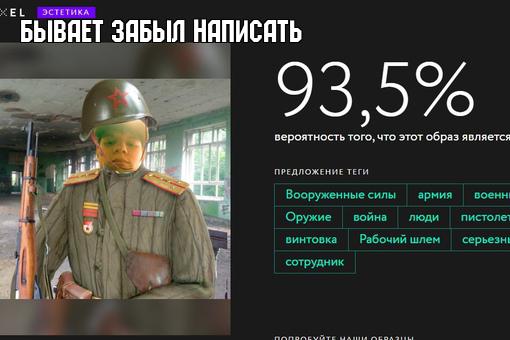 XEL ЭСТЕТИКА
БЫВАЕТ ЗАБЫЛ НАПИСАТЬ
93,5%
вероятность того, что этот образ является
ПРЕДЛОЖЕНИЕ ТЕГИ
Вооруженные силы армия военн
Оружие война люди пистолет
винтовка Рабочий шлем серьезнь
сотрудник
ПОПРОБУЙТЕ НАШИ ОБРАЗЦЫ